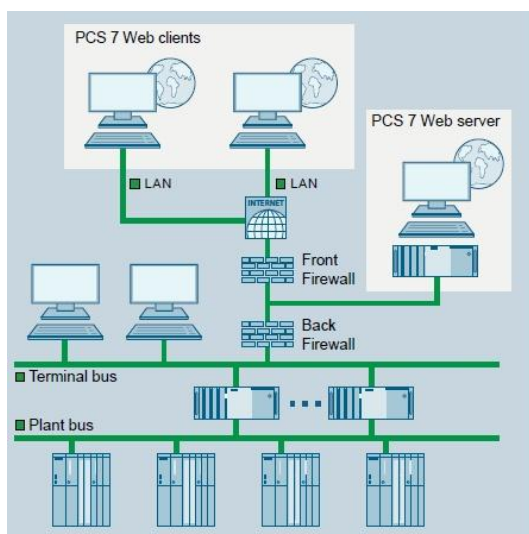 PCS 7 Web clients
PCS 7 Web server
LAN
LAN
INTERNET
Front
Firewall
Back
Firewall
Terminal bus
Plant bus